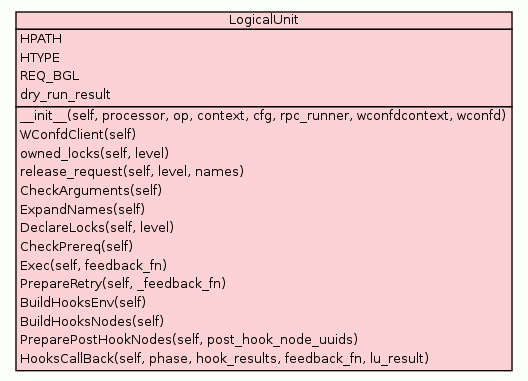 LogicalUnit
HPATH
HTYPE
REQ_BGL
dry_run_result
__init__(self, processor, op, context, cfg, rpc_runner, wconfdcontext, wconfd)
WConfdClient(self)
owned_locks(self, level)
release_request(self, level, names)
CheckArguments(self)
ExpandNames(self)
DeclareLocks(self, level)
CheckPrereq(self)
Exec(self, feedback_fn)
PrepareRetry(self, _feedback_fn)
BuildHooksEnv(self)
BuildHooksNodes(self)
PreparePostHookNodes(self, post_hook_node_uuids)
HooksCallBack(self, phase, hook_results, feedback_fn, lu_result)